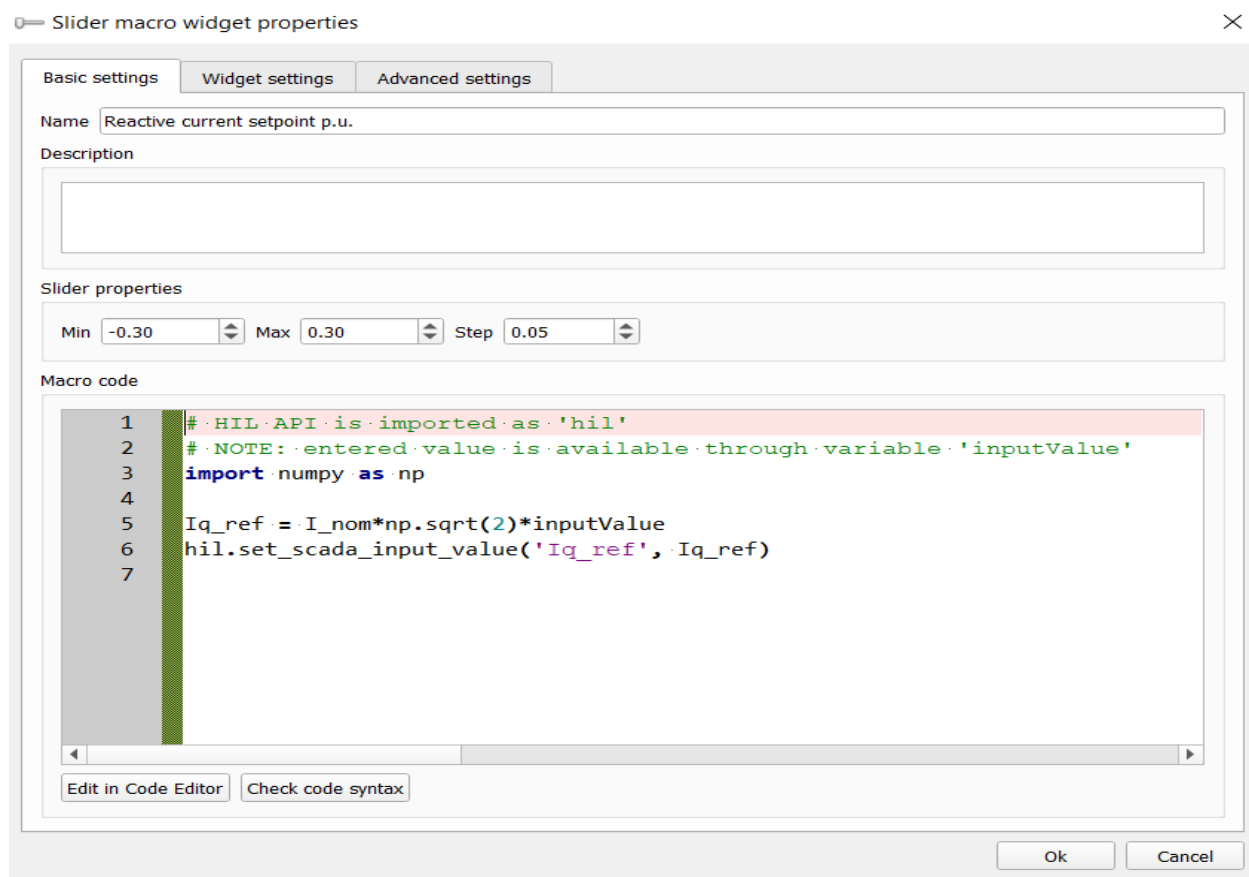 Slider macro widget properties
Basic settings Widget settings Advanced settings
Name Reactive current setpoint p.u.
Description
Slider properties
Min -0.30 Max 0.30 Step 0.05
Macro code
1 # HIL API is imported as 'hil'
2 # NOTE: entered value is available through variable 'inputValue'
3 import numpy as np
4
5 Iq_ref = I_nom*np.sqrt(2)*inputValue
6 hil.set_scada_input_value('Iq_ref', Iq_ref)
7
Edit in Code Editor Check code syntax
Ok Cancel